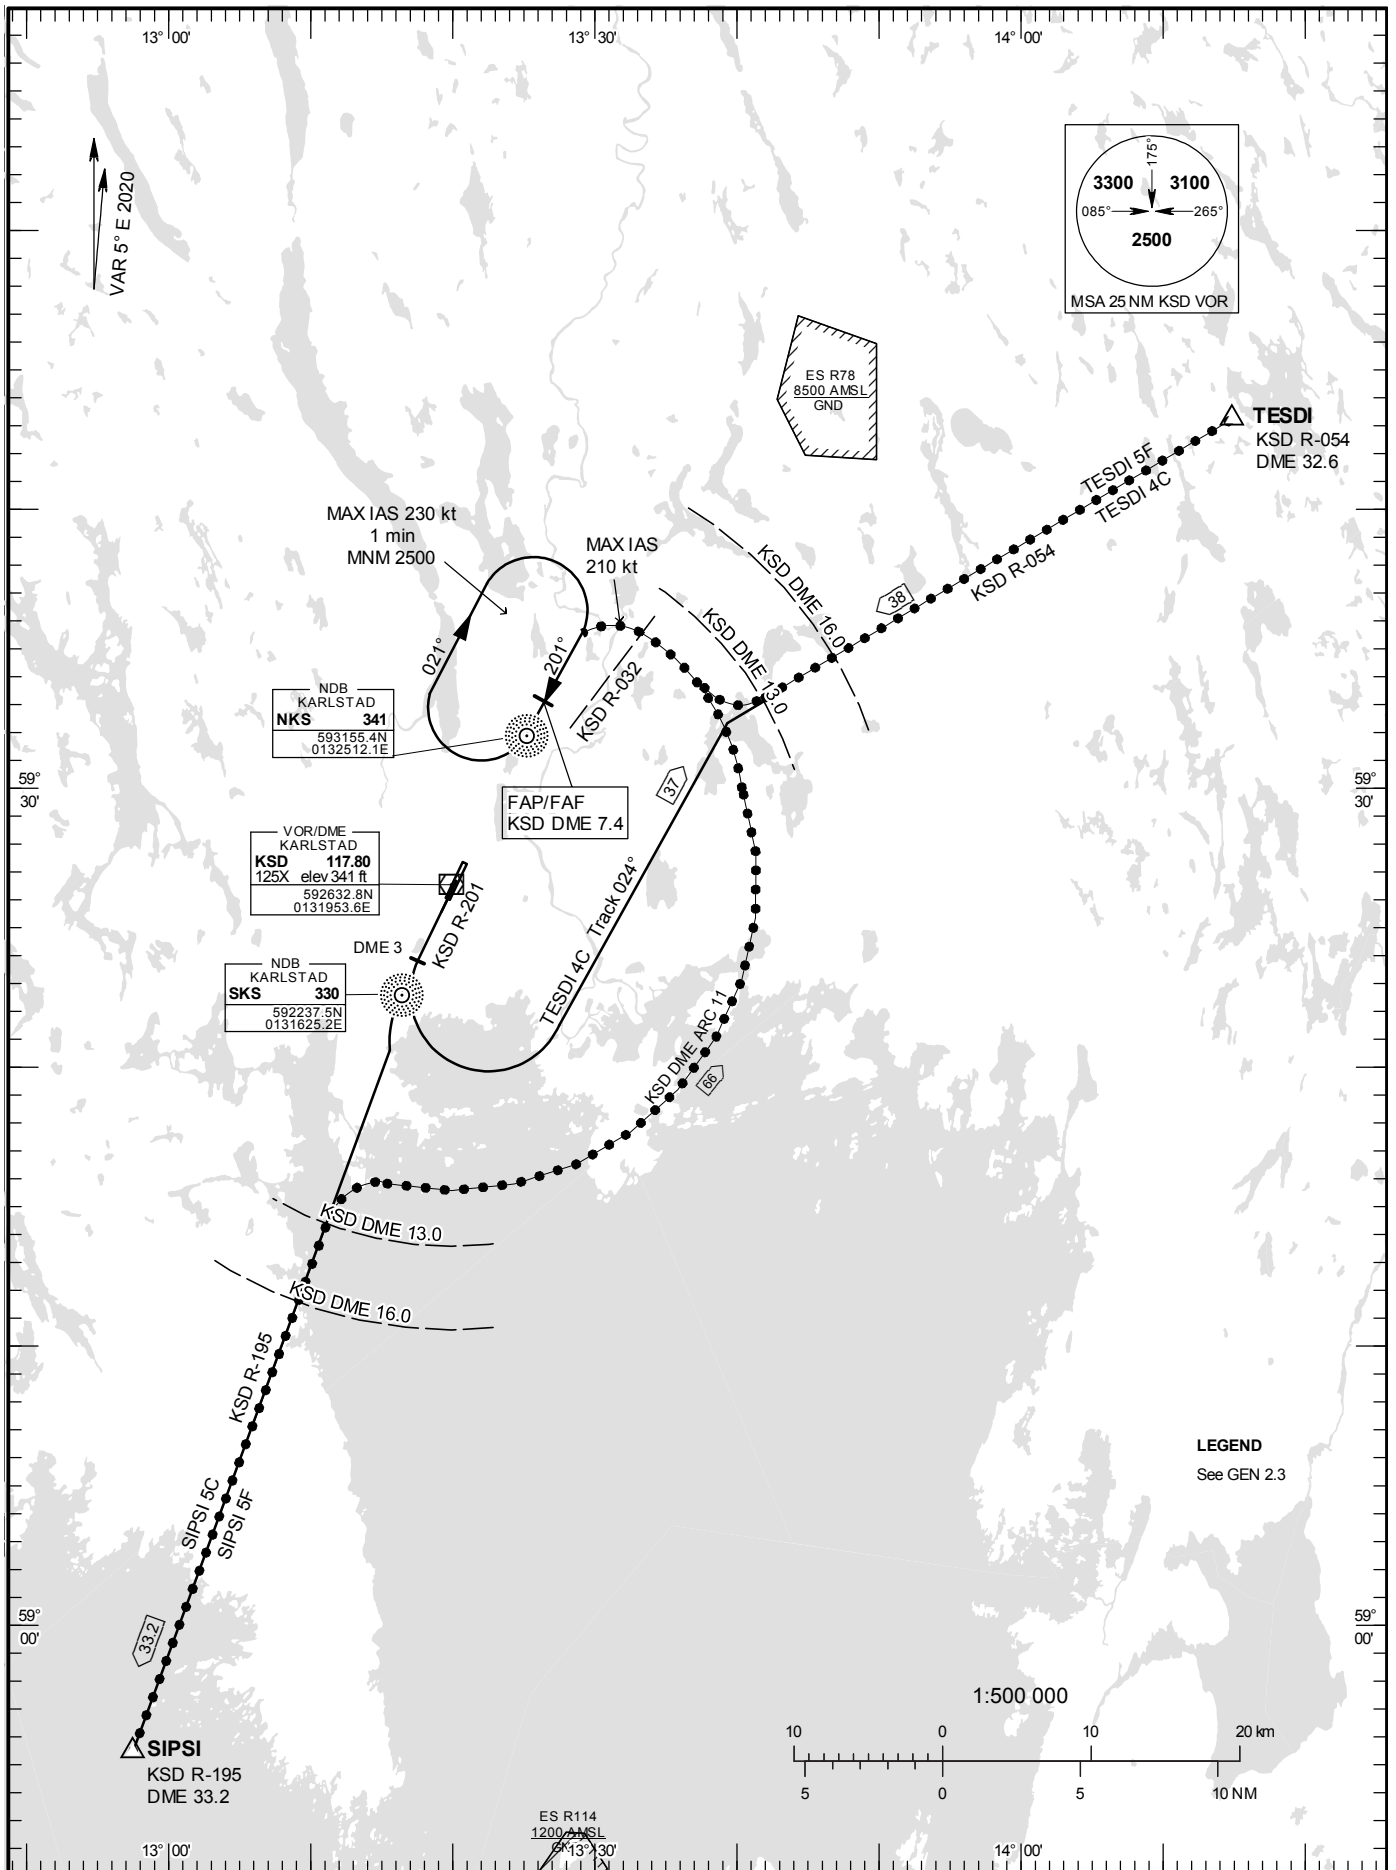 13° 00'
13° 30'
14° 00'
VAR 5° E 2020
175°
3300 3100
085° 265°
2500
MSA 25 NM KSD VOR
ES R78
8500 AMSL
GND
TESDI
KSD R-054
DME 32.6
TESDI 5F
TESDI 4C
KSD R-054
38
MAX IAS 230 kt
1 min
MNM 2500
MAX IAS
210 kt
KSD DME 16.0
KSD DME 13.0
021°
201°
KSD R-032
NDB
KARLSTAD
NKS 341
593155.4N
0132512.1E
FAP/FAF
KSD DME 7.4
37
59°
30'
59°
30'
VOR/DME
KARLSTAD
KSD 117.80
125X elev 341 ft
592632.8N
0131953.6E
KSD R-201
DME 3
TESDI 4C Track 024°
NDB
KARLSTAD
SKS 330
592237.5N
0131625.2E
KSD DME ARC 11
66
KSD DME 13.0
KSD DME 16.0
KSD R-195
SIPSI 5C
SIPSI 5F
LEGEND
See GEN 2.3
59°
00'
59°
00'
33.2
SIPSI
KSD R-195
DME 33.2
1:500 000
10 0 10 20 km
5 0 5 10 NM
ES R114
1200 AMSL
GND
13° 00'
13° 30'
14° 00'